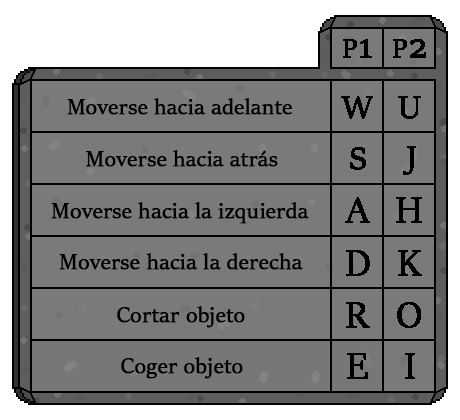 P1 P2
Moverse hacia adelante W U
Moverse hacia atrás S J
Moverse hacia la izquierda A H
Moverse hacia la derecha D K
Cortar objeto R O
Coger objeto E I